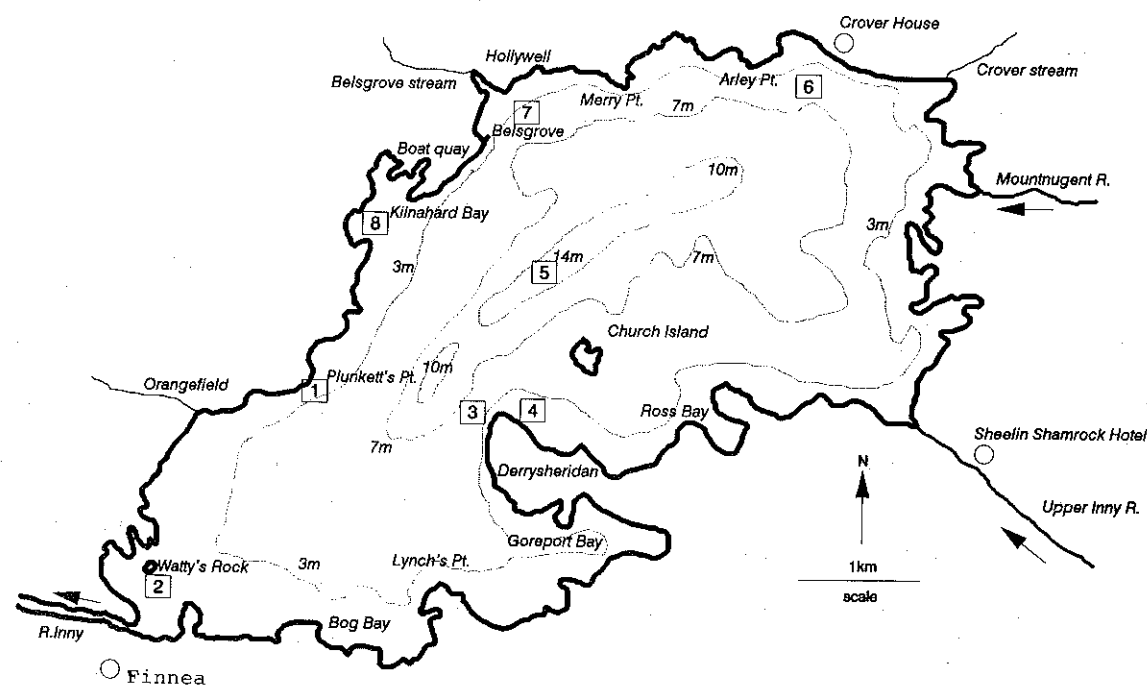 Crover House
Hollywell
Belsgrove stream
Arley Pt.
Crover stream
6
Merry Pt.
7m
7
Belsgrove
Boat quay
10m
Mountnugent R.
Kilnahard Bay
8
3m
3m
14m
7m
5
Church Island
10m
Plunkett's Pt.
Orangefield
1
3
4
Ross Bay
Sheelin Shamrock Hotel
7m
N
Derrysheridan
Upper Inny R.
Goreport Bay
Lynch's Pt.
3m
Watty's Rock
2
1km
scale
Bog Bay
R.Inny
Finnea